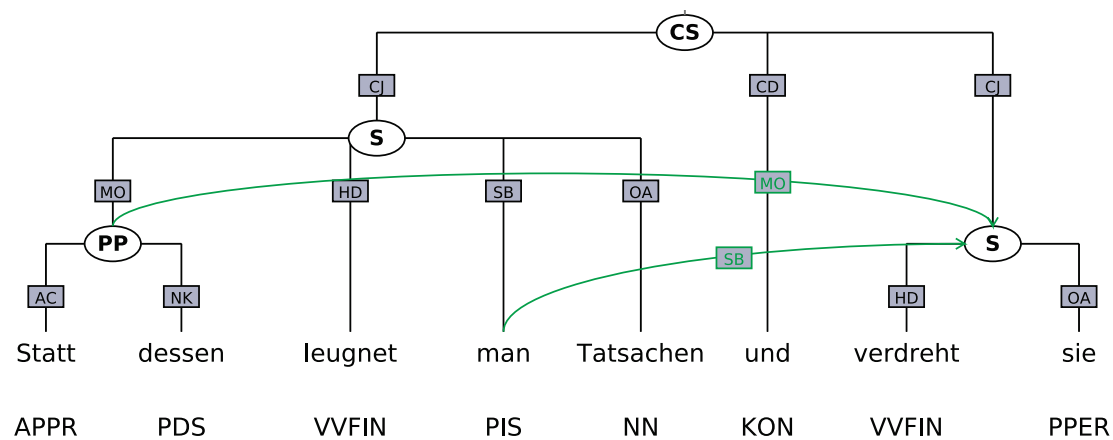 CS
CJ CD CJ
S
MO HD SB OA MO
PP S
SB
AC NK HD OA
Statt dessen leugnet man Tatsachen und verdreht sie
APPR PDS VVFIN PIS NN KON VVFIN PPER